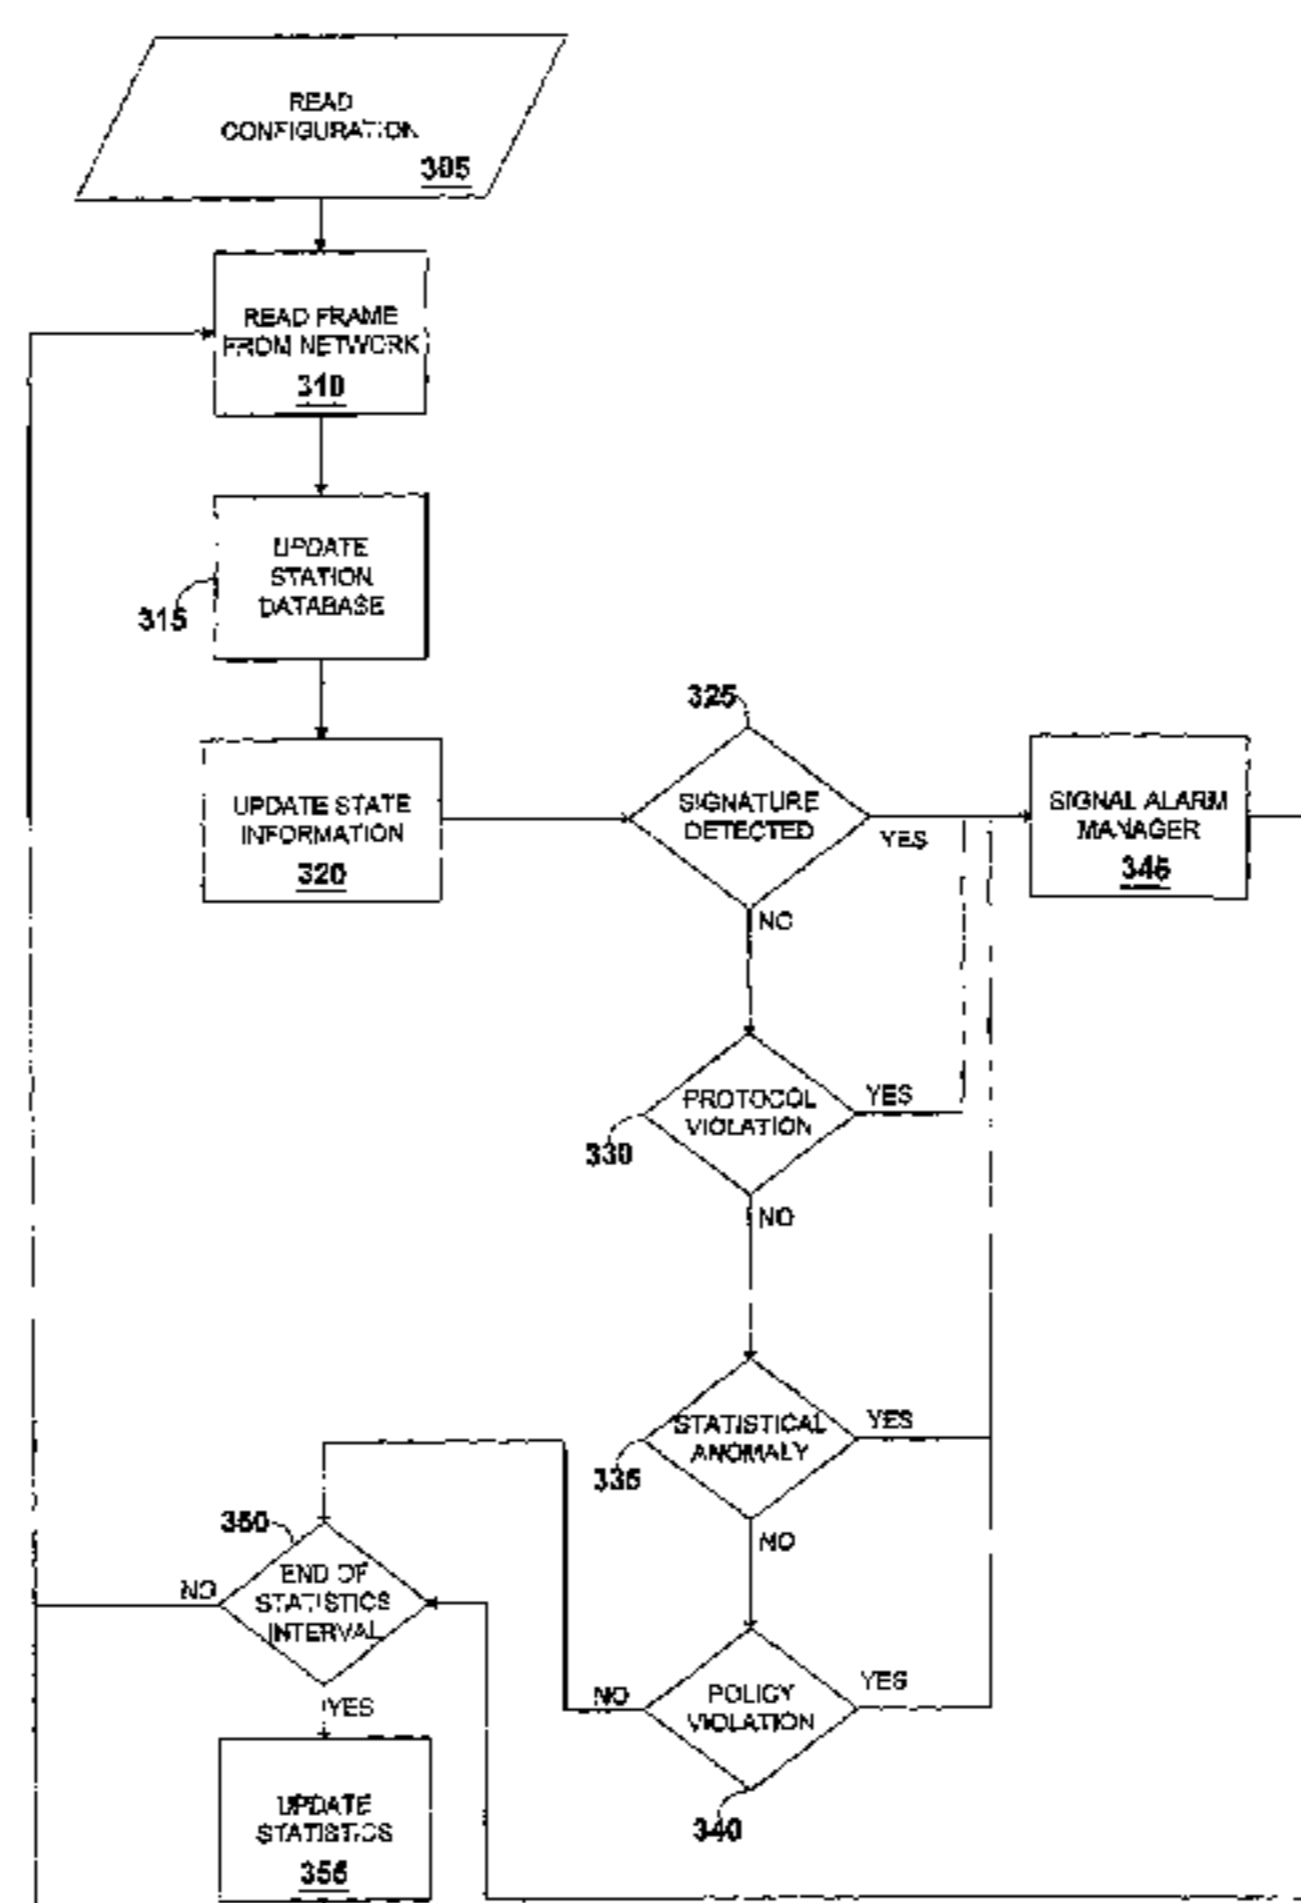 READ
CONFIGURATION
305
READ FRAME
FROM NETWORK
310
UPDATE
STATION
DATABASE
315
UPDATE STATE
INFORMATION
320
325
SIGNATURE
DETECTED
YES
NO
SIGNAL ALARM
MANAGER
345
PROTOCOL
VIOLATION
YES
330
NO
STATISTICAL
ANOMALY
YES
335
NO
350
END OF
STATISTICS
INTERVAL
NO
YES
POLICY
VIOLATION
YES
NO
340
UPDATE
STATISTICS
355